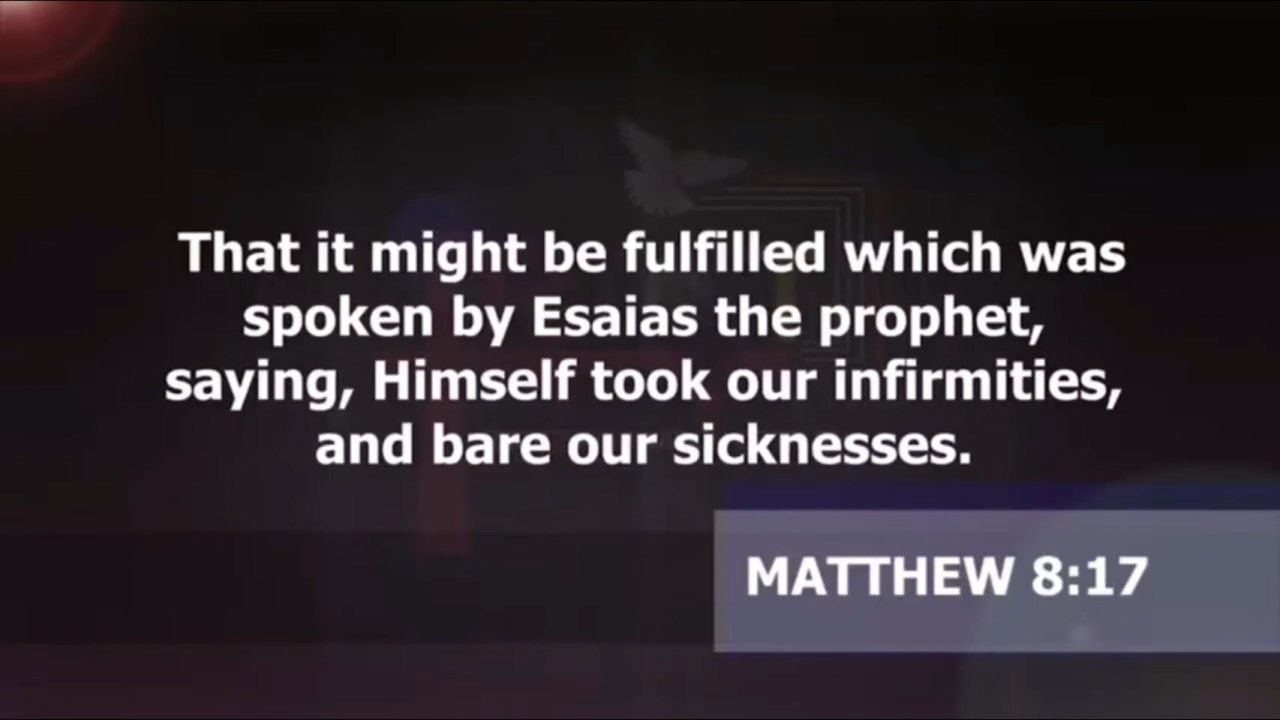 That it might be fulfilled which was
spoken by Esaias the prophet,
saying, Himself took our infirmities,
and bare our sicknesses.
MATTHEW 8:17